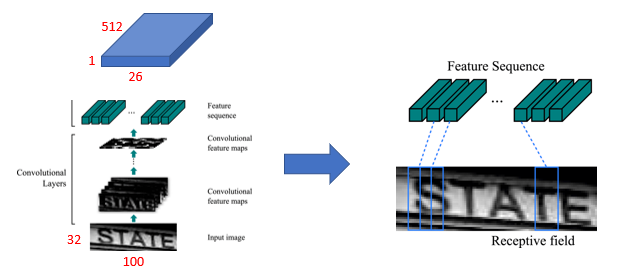 512
1
26
...
Feature
sequence
Convolutional
feature maps
Convolutional
Layers
Convolutional
feature maps
STATE
STATE
Input image
32
100
Feature Sequence
...
STATE
Receptive field